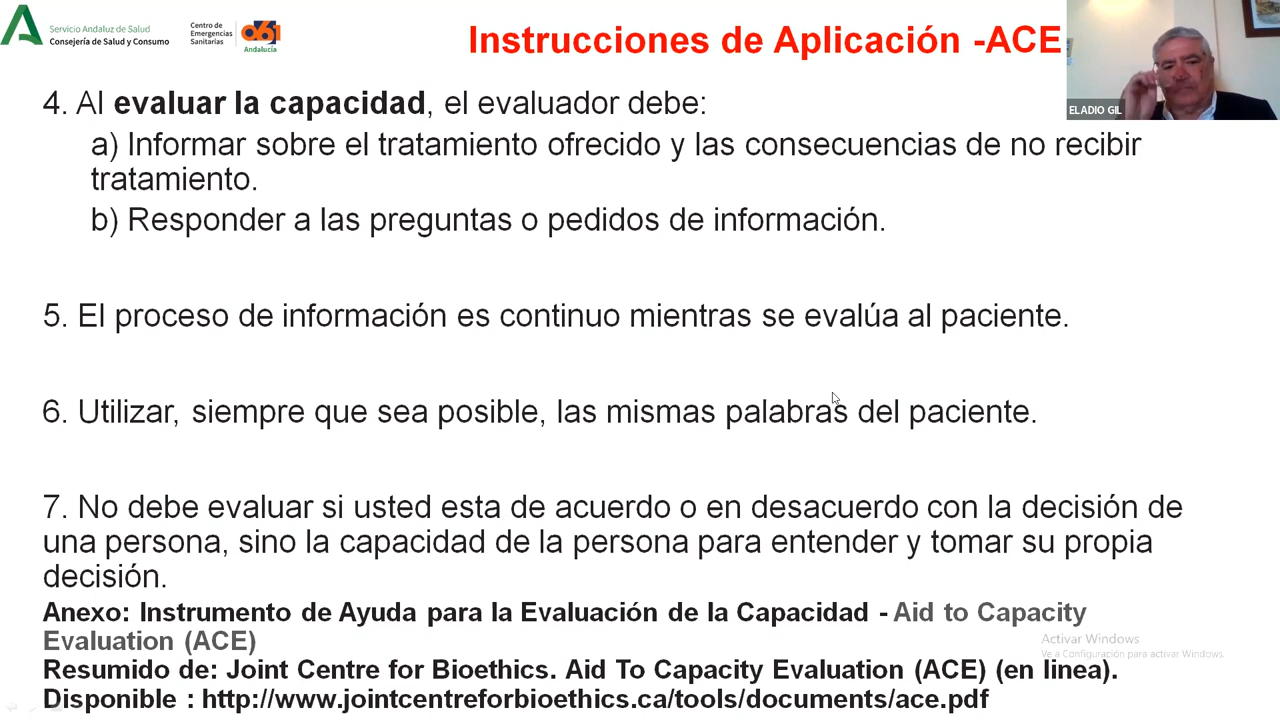 Servicio Andaluz de Salud
Consejería de Salud y Consumo
Centro de
Emergencias
Sanitarias
061
Andalucía
Instrucciones de Aplicación -ACE
ELADIO GIL
4. Al evaluar la capacidad, el evaluador debe:
a) Informar sobre el tratamiento ofrecido y las consecuencias de no recibir
tratamiento.
b) Responder a las preguntas o pedidos de información.
5. El proceso de información es continuo mientras se evalúa al paciente.
6. Utilizar, siempre que sea posible, las mismas palabras del paciente.
7. No debe evaluar si usted esta de acuerdo o en desacuerdo con la decisión de
una persona, sino la capacidad de la persona para entender y tomar su propia
decisión.
Anexo: Instrumento de Ayuda para la Evaluación de la Capacidad - Aid to Capacity
Evaluation (ACE)
Resumido de: Joint Centre for Bioethics. Aid To Capacity Evaluation (ACE) (en linea).
Disponible : http://www.jointcentreforbioethics.ca/tools/documents/ace.pdf
Activar Windows
Ve a Configuración para activar Windows.